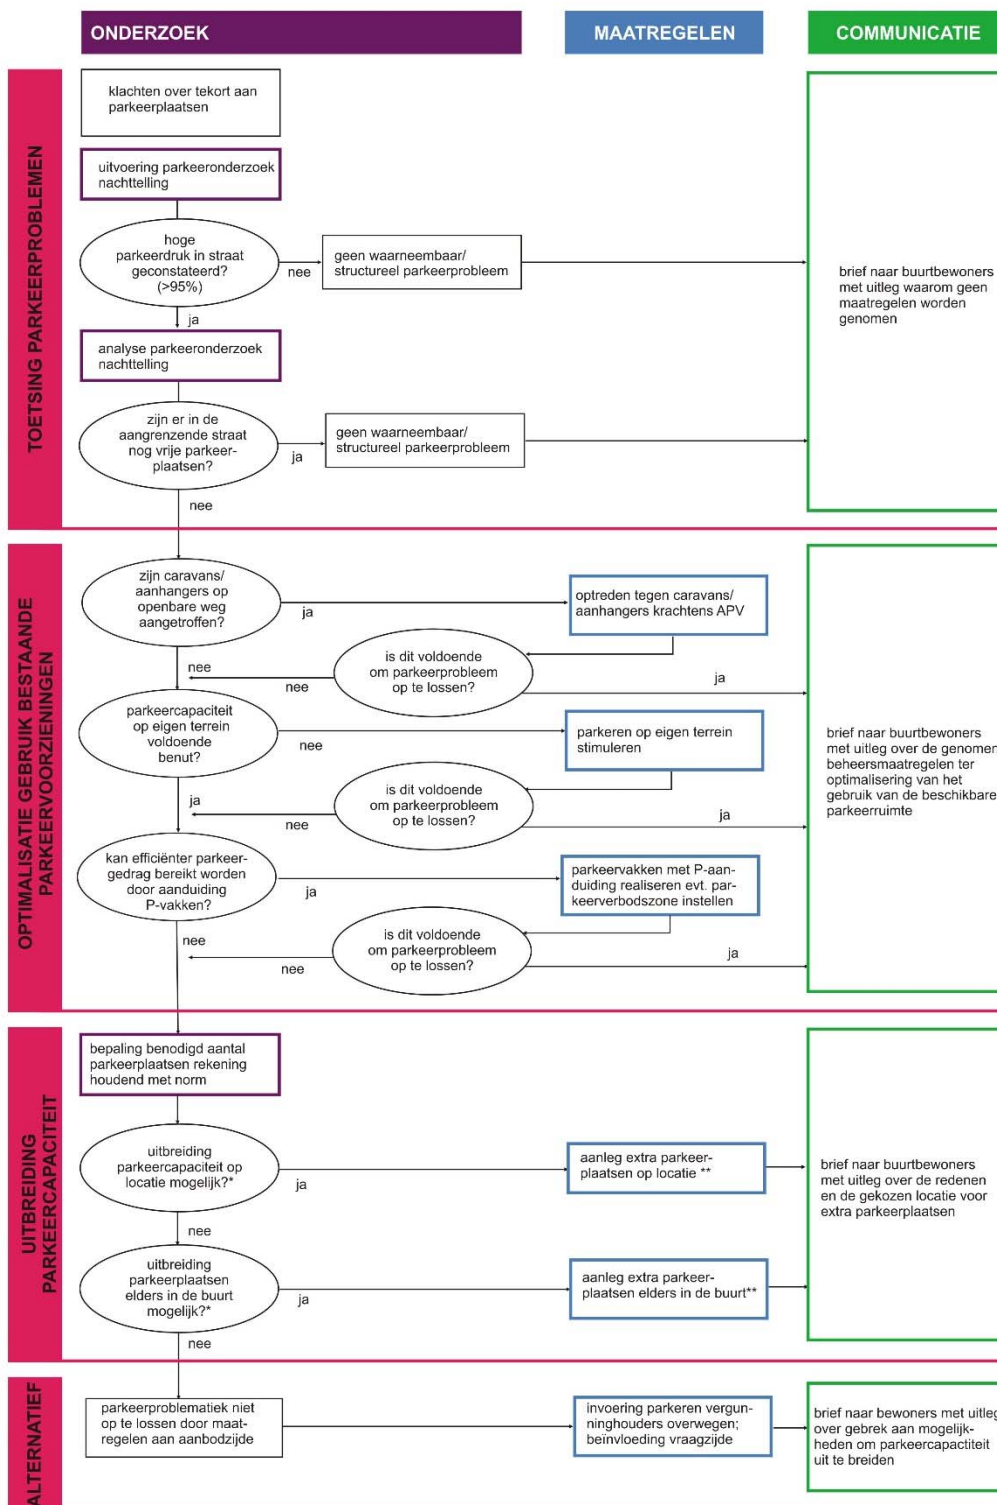 ONDERZOEK
MAATREGELEN
COMMUNICATIE
TOETSING PARKEERPROBLEMEN
klachten over tekort aan
parkeerplaatsen
uitvoering parkeeronderzoek
nachttelling
hoge
parkeerdruk in straat
geconstateerd?
(>95%)
nee
geen waarneembaar/
structureel parkeerprobleem
brief naar buurtbewoners
met uitleg waarom geen
maatregelen worden
genomen
ja
analyse parkeeronderzoek
nachttelling
zijn er in de
aangrenzende straat
nog vrije parkeer-
plaatsen?
ja
geen waarneembaar/
structureel parkeerprobleem
nee
OPTIMALISATIE GEBRUIK BESTAANDE
PARKEERVOORZIENINGEN
zijn caravans/
aanhangers op
openbare weg
aangetroffen?
ja
optreden tegen caravans/
aanhangers krachtens APV
nee
is dit voldoende
om parkeerprobleem
op te lossen?
nee
ja
parkeercapaciteit
op eigen terrein
voldoende
benut?
nee
parkeren op eigen terrein
stimuleren
brief naar buurtbewoners
met uitleg over de genomen
beheersmaatregelen ter
optimalisering van het
gebruik van de beschikbare
parkeerruimte
ja
is dit voldoende
om parkeerprobleem
op te lossen?
nee
ja
kan efficiënter parkeer-
gedrag bereikt worden
door aanduiding
P-vakken?
ja
parkeervakken met P-aan-
duiding realiseren evt. par-
keerverbodszone instellen
nee
is dit voldoende
om parkeerprobleem
op te lossen?
nee
ja
UITBREIDING
PARKEERCAPACITEIT
bepaling benodigd aantal
parkeerplaatsen rekening
houdend met norm
uitbreiding
parkeercapaciteit op
locatie mogelijk?*
ja
aanleg extra parkeer-
plaatsen op locatie **
brief naar buurtbewoners
met uitleg over de redenen
en de gekozen locatie voor
extra parkeerplaatsen
nee
uitbreiding
parkeerplaatsen
elders in de buurt
mogelijk?*
ja
aanleg extra parkeer-
plaatsen elders in de buurt**
nee
ALTERNATIEF
parkeerproblematiek niet
op te lossen door maat-
regelen aan aanbodzijde
invoering parkeren vergun-
ninghouders overwegen;
beïnvloeding vraagzijde
brief naar bewoners met uitleg
over gebrek aan mogelijk-
heden om parkeercapactiteit
uit te breiden